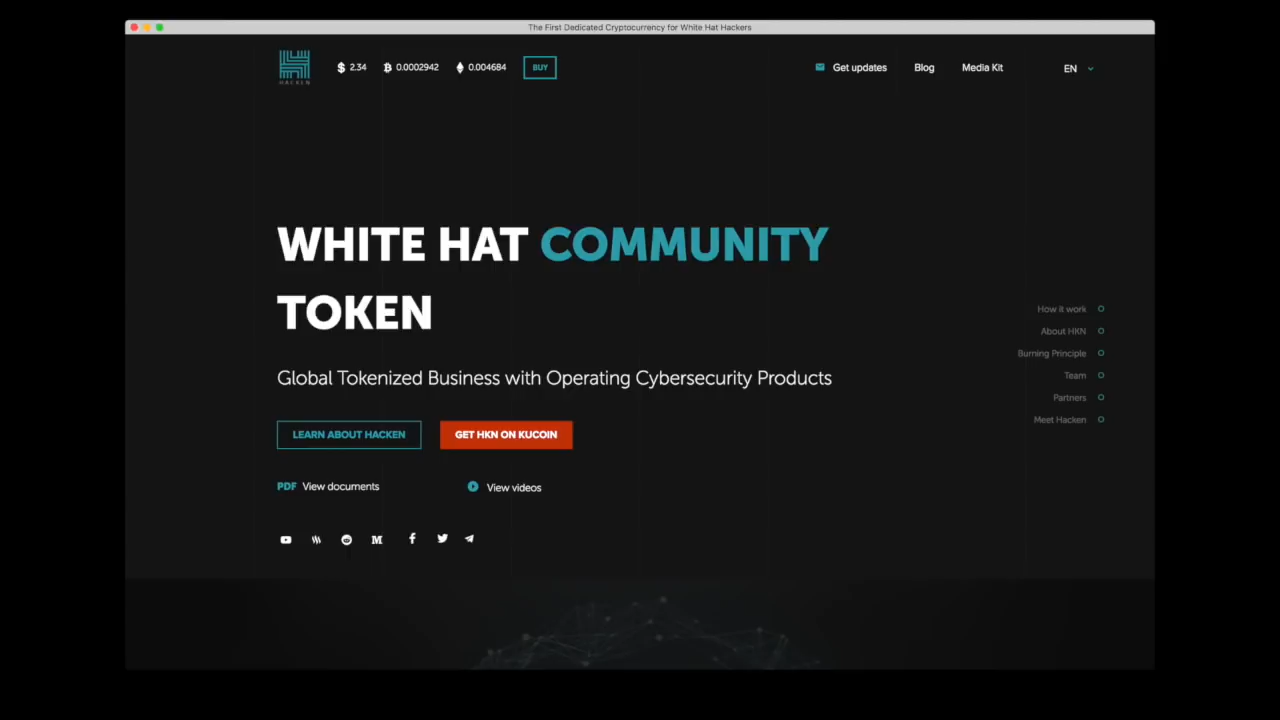 The First Dedicated Cryptocurrency for White Hat Hackers
HACKEN
2.34 0.0002942 0.004684 BUY
Get updates Blog Media Kit EN
WHITE HAT COMMUNITY
TOKEN
Global Tokenized Business with Operating Cybersecurity Products
LEARN ABOUT HACKEN GET HKN ON KUCOIN
PDF View documents View videos
How it work
About HKN
Burning Principle
Team
Partners
Meet Hacken